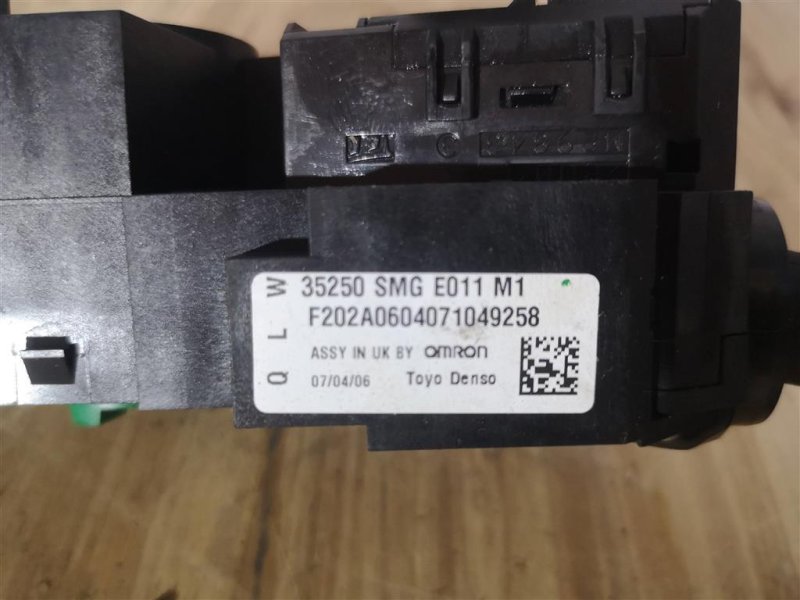 35250 SMG E011 M1
F202A0604071049258
ASSY IN UK BY OMRON
07/04/06 Toyo Denso
Q L W